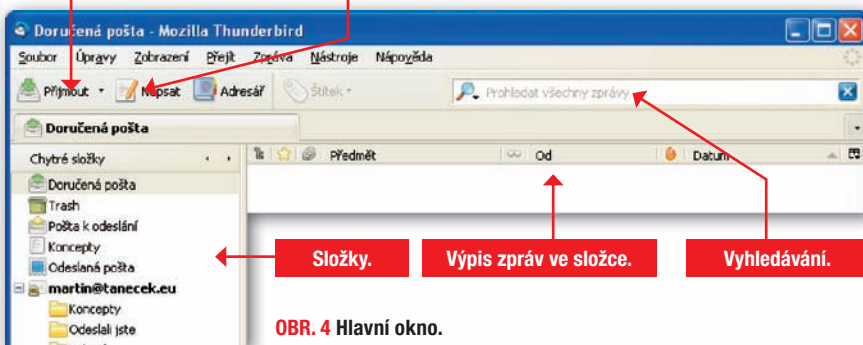 Doručená pošta - Mozilla Thunderbird
Soubor Úpravy Zobrazení Přejít Zpráva Nástroje Nápověda
Přijmout Napsat Adresář Štítek Prohledat všechny zprávy
Doručená pošta
Chytré složky Předmět Od Datum
Doručená pošta
Trash
Pošta k odeslání
Koncepty
Odeslaná pošta
martin@tanecek.eu
Koncepty
Odeslali jste
Složky. Výpis zpráv ve složce. Vyhledávání.
OBR. 4 Hlavní okno.